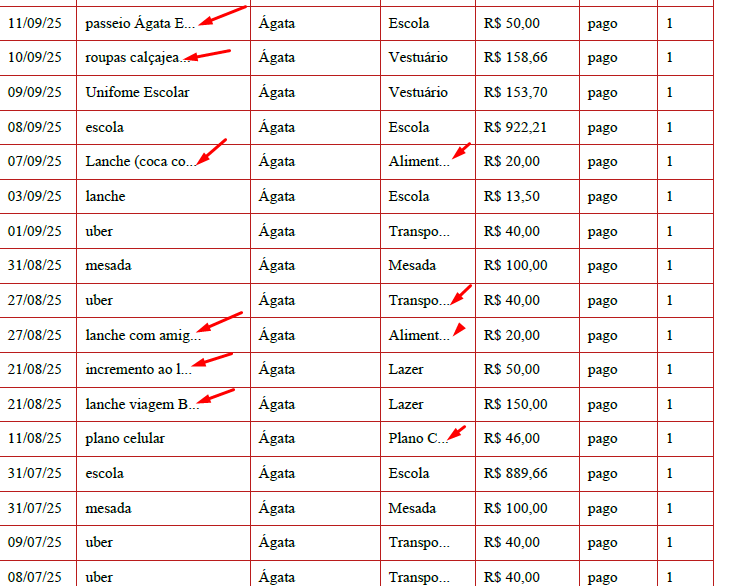 11/09/25 passeio Ágata E... Ágata Escola R$ 50,00 pago 1
10/09/25 roupas calçajea... Ágata Vestuário R$ 158,66 pago 1
09/09/25 Unifome Escolar Ágata Vestuário R$ 153,70 pago 1
08/09/25 escola Ágata Escola R$ 922,21 pago 1
07/09/25 Lanche (coca co... Ágata Aliment... R$ 20,00 pago 1
03/09/25 lanche Ágata Escola R$ 13,50 pago 1
01/09/25 uber Ágata Transpo... R$ 40,00 pago 1
31/08/25 mesada Ágata Mesada R$ 100,00 pago 1
27/08/25 uber Ágata Transpo... R$ 40,00 pago 1
27/08/25 lanche com amig... Ágata Aliment... R$ 20,00 pago 1
21/08/25 incremento ao l... Ágata Lazer R$ 50,00 pago 1
21/08/25 lanche viagem B... Ágata Lazer R$ 150,00 pago 1
11/08/25 plano celular Ágata Plano C... R$ 46,00 pago 1
31/07/25 escola Ágata Escola R$ 889,66 pago 1
31/07/25 mesada Ágata Mesada R$ 100,00 pago 1
09/07/25 uber Ágata Transpo... R$ 40,00 pago 1
08/07/25 uber Ágata Transpo... R$ 40,00 pago 1